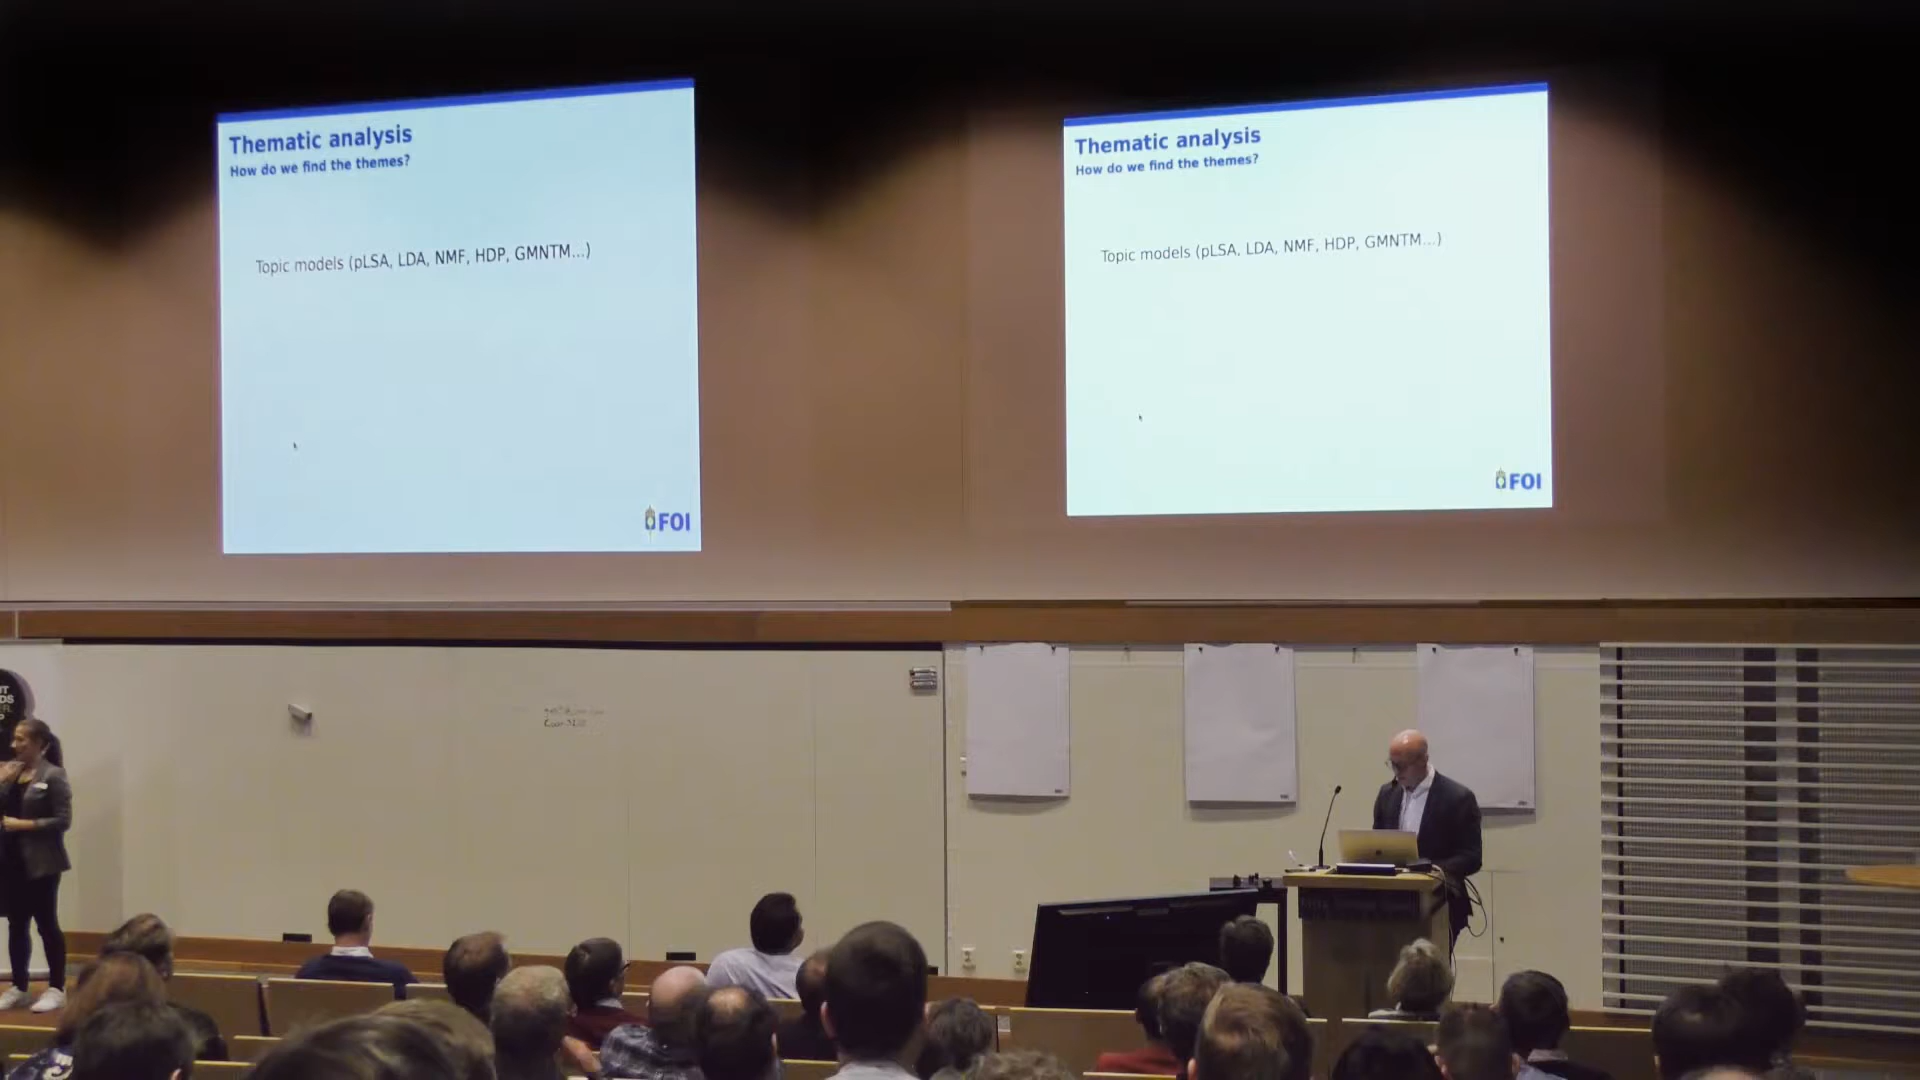 Thematic analysis
How do we find the themes?
Topic models (pLSA, LDA, NMF, HDP, GMNTM...)
FOI
Thematic analysis
How do we find the themes?
Topic models (pLSA, LDA, NMF, HDP, GMNTM...)
FOI